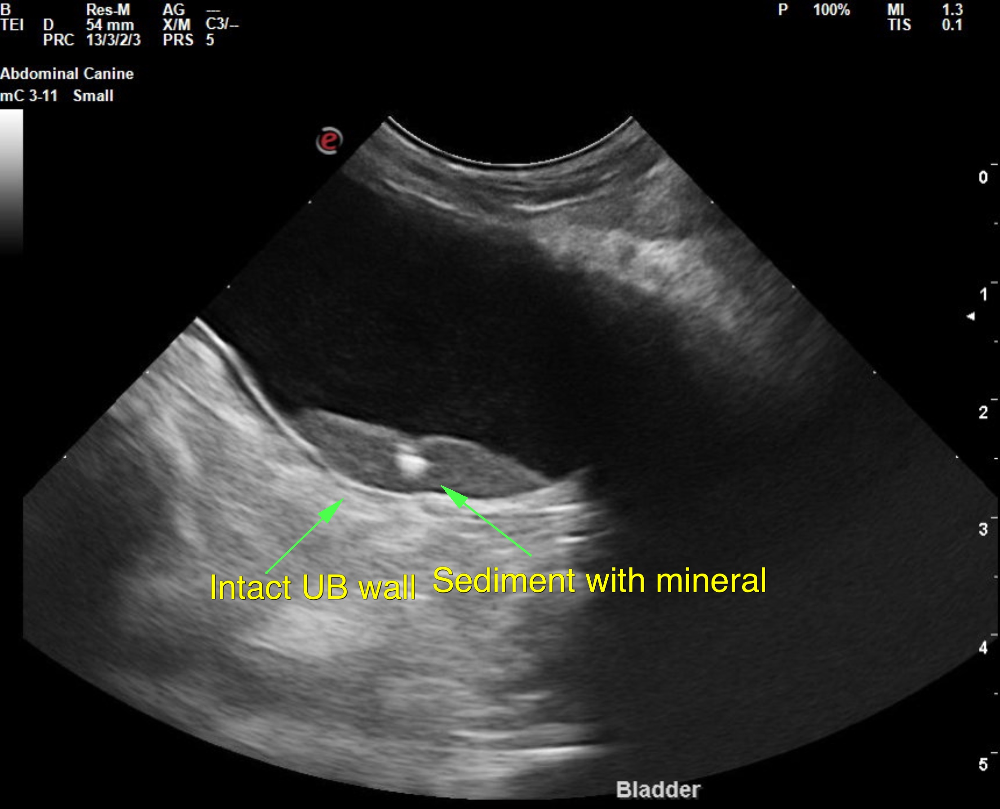 B Res-M AG --- P 100% MI 1.3
TEI D 54 mm X/M C3/-- TIS 0.1
PRC 13/3/2/3 PRS 5
Abdominal Canine
mC 3-11 Small
e
0
1
2
3
Intact UB wall
Sediment with mineral
4
5
Bladder